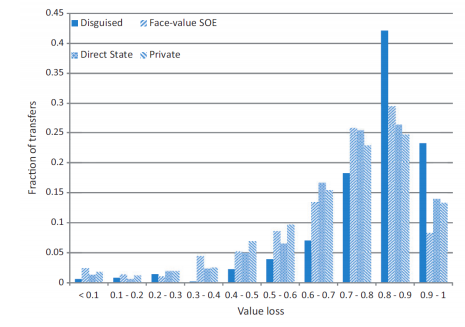 0.45
Disguised Face-value SOE
0.4
Direct State Private
0.35
0.3
0.25
0.2
0.15
0.1
0.05
0
Fraction of transfers
< 0.1 0.1 - 0.2 0.2 - 0.3 0.3 - 0.4 0.4 - 0.5 0.5 - 0.6 0.6 - 0.7 0.7 - 0.8 0.8 - 0.9 0.9 - 1
Value loss